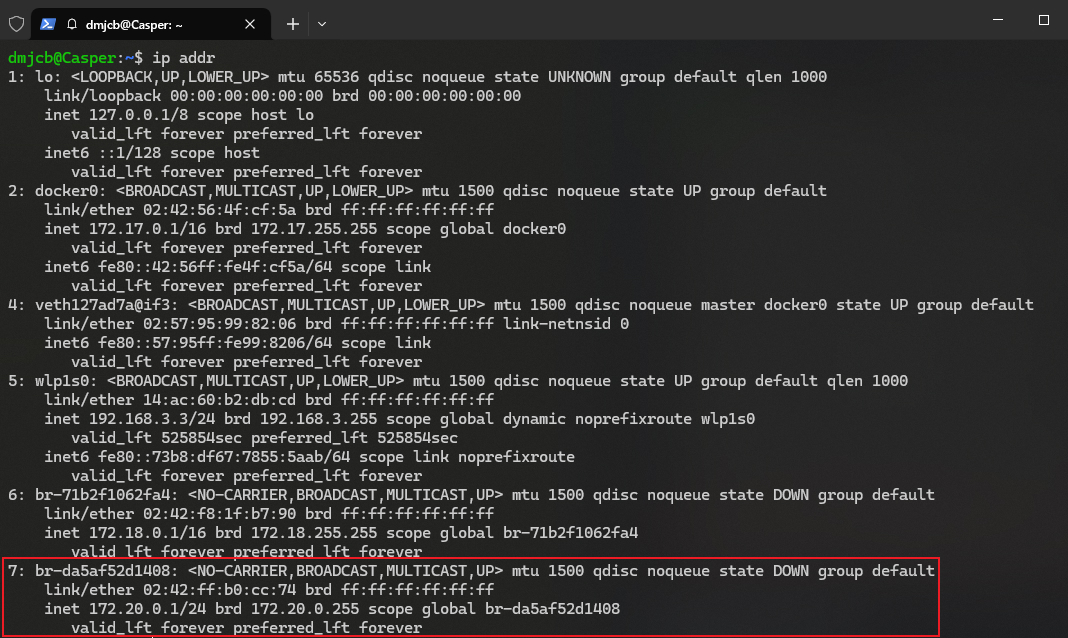 dmjcb@Casper: ~
dmjcb@Casper:~$ ip addr
1: lo: <LOOPBACK,UP,LOWER_UP> mtu 65536 qdisc noqueue state UNKNOWN group default qlen 1000
    link/loopback 00:00:00:00:00:00 brd 00:00:00:00:00:00
    inet 127.0.0.1/8 scope host lo
       valid_lft forever preferred_lft forever
    inet6 ::1/128 scope host
       valid_lft forever preferred_lft forever
2: docker0: <BROADCAST,MULTICAST,UP,LOWER_UP> mtu 1500 qdisc noqueue state UP group default
    link/ether 02:42:56:4f:cf:5a brd ff:ff:ff:ff:ff:ff
    inet 172.17.0.1/16 brd 172.17.255.255 scope global docker0
       valid_lft forever preferred_lft forever
    inet6 fe80::42:56ff:fe4f:cf5a/64 scope link
       valid_lft forever preferred_lft forever
4: veth127ad7a@if3: <BROADCAST,MULTICAST,UP,LOWER_UP> mtu 1500 qdisc noqueue master docker0 state UP group default
    link/ether 02:57:95:99:82:06 brd ff:ff:ff:ff:ff:ff link-netnsid 0
    inet6 fe80::57:95ff:fe99:8206/64 scope link
       valid_lft forever preferred_lft forever
5: wlp1s0: <BROADCAST,MULTICAST,UP,LOWER_UP> mtu 1500 qdisc noqueue state UP group default qlen 1000
    link/ether 14:ac:60:b2:db:cd brd ff:ff:ff:ff:ff:ff
    inet 192.168.3.3/24 brd 192.168.3.255 scope global dynamic noprefixroute wlp1s0
       valid_lft 525854sec preferred_lft 525854sec
    inet6 fe80::73b8:df67:7855:5aab/64 scope link noprefixroute
       valid_lft forever preferred_lft forever
6: br-71b2f1062fa4: <NO-CARRIER,BROADCAST,MULTICAST,UP> mtu 1500 qdisc noqueue state DOWN group default
    link/ether 02:42:f8:1f:b7:90 brd ff:ff:ff:ff:ff:ff
    inet 172.18.0.1/16 brd 172.18.255.255 scope global br-71b2f1062fa4
       valid_lft forever preferred_lft forever
7: br-da5af52d1408: <NO-CARRIER,BROADCAST,MULTICAST,UP> mtu 1500 qdisc noqueue state DOWN group default
    link/ether 02:42:ff:b0:cc:74 brd ff:ff:ff:ff:ff:ff
    inet 172.20.0.1/24 brd 172.20.0.255 scope global br-da5af52d1408
       valid_lft forever preferred_lft forever